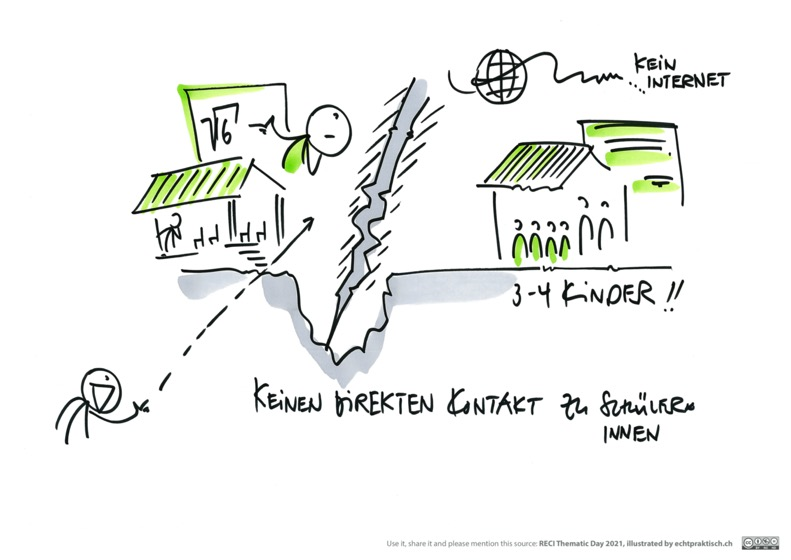 KEIN
...INTERNET
√6
3-4 KINDER !!
KEINEN DIREKTEN KONTAKT ZU SCHÜLERN
INNEN
Use it, share it and please mention this source: RECI Thematic Day 2021, illustrated by echtpraktisch.ch